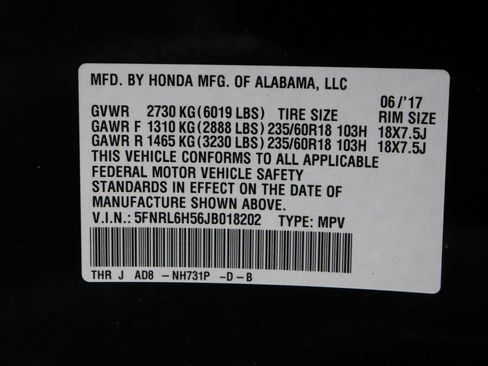 MFD. BY HONDA MFG. OF ALABAMA, LLC
06/'17
GVWR 2730 KG(6019 LBS) TIRE SIZE RIM SIZE
GAWR F 1310 KG(2888 LBS)235/60R18 103H 18X7.5J
GAWR R 1465 KG(3230 LBS)235/60R18 103H 18X7.5J
THIS VEHICLE CONFORMS TO ALL APPLICABLE
FEDERAL MOTOR VEHICLE SAFETY
STANDARDS IN EFFECT ON THE DATE OF
MANUFACTURE SHOWN ABOVE.
V.I.N.: 5FNRL6H56JB018202 TYPE: MPV
THR J AD8 -NH731P -D-B